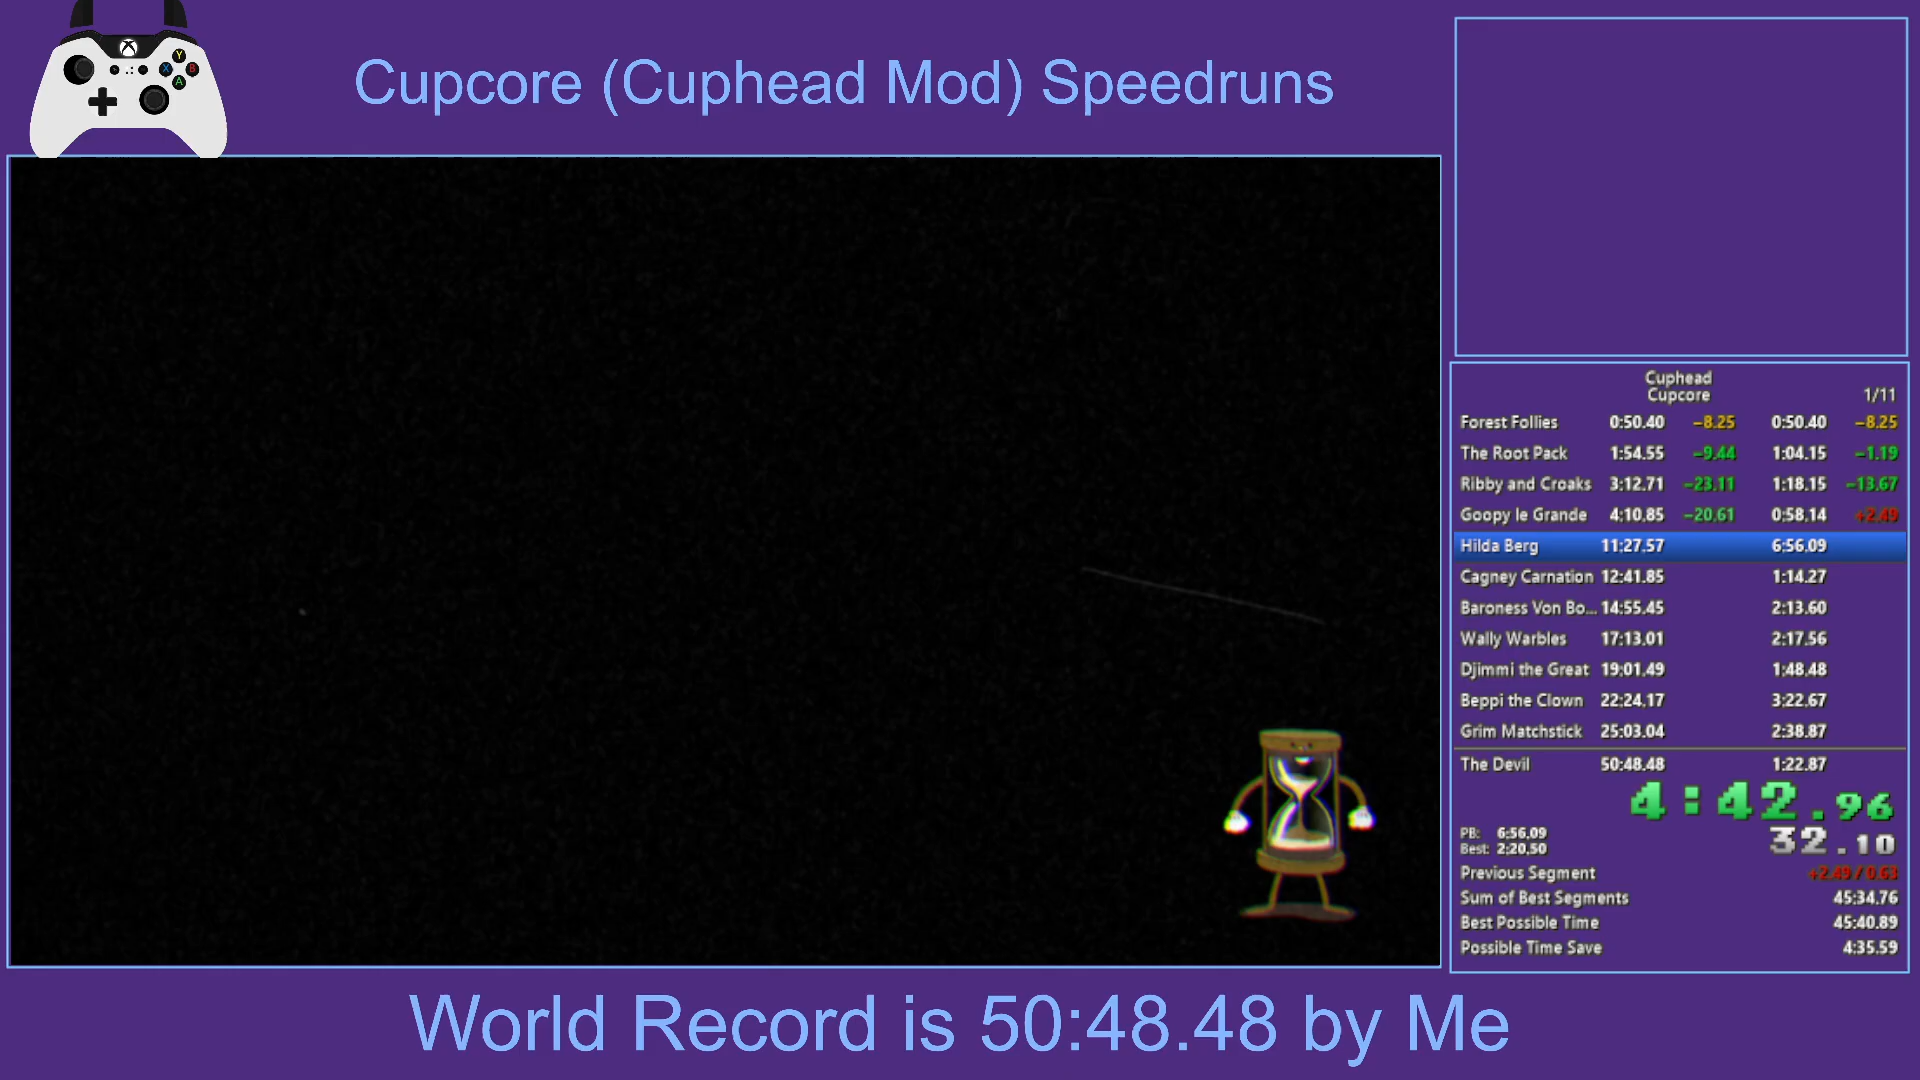 Y
X B
A
Cupcore (Cuphead Mod) Speedruns
Cuphead
Cupcore 1/11
Forest Follies 0:50.40 −8.25 0:50.40 −8.25
The Root Pack 1:54.55 −9.44 1:04.15 −1.19
Ribby and Croaks 3:12.71 −23.11 1:18.15 −13.67
Goopy le Grande 4:10.85 −20.61 0:58.14 +2.49
Hilda Berg 11:27.57 6:56.09
Cagney Carnation 12:41.85 1:14.27
Baroness Von Bo... 14:55.45 2:13.60
Wally Warbles 17:13.01 2:17.56
Djimmi the Great 19:01.49 1:48.48
Beppi the Clown 22:24.17 3:22.67
Grim Matchstick 25:03.04 2:38.87
The Devil 50:48.48 1:22.87
4:42.96
PB: 6:56.09
Best: 2:20.50
32.10
Previous Segment +2.49 / 0.63
Sum of Best Segments 45:34.76
Best Possible Time 45:40.89
Possible Time Save 4:35.59
World Record is 50:48.48 by Me